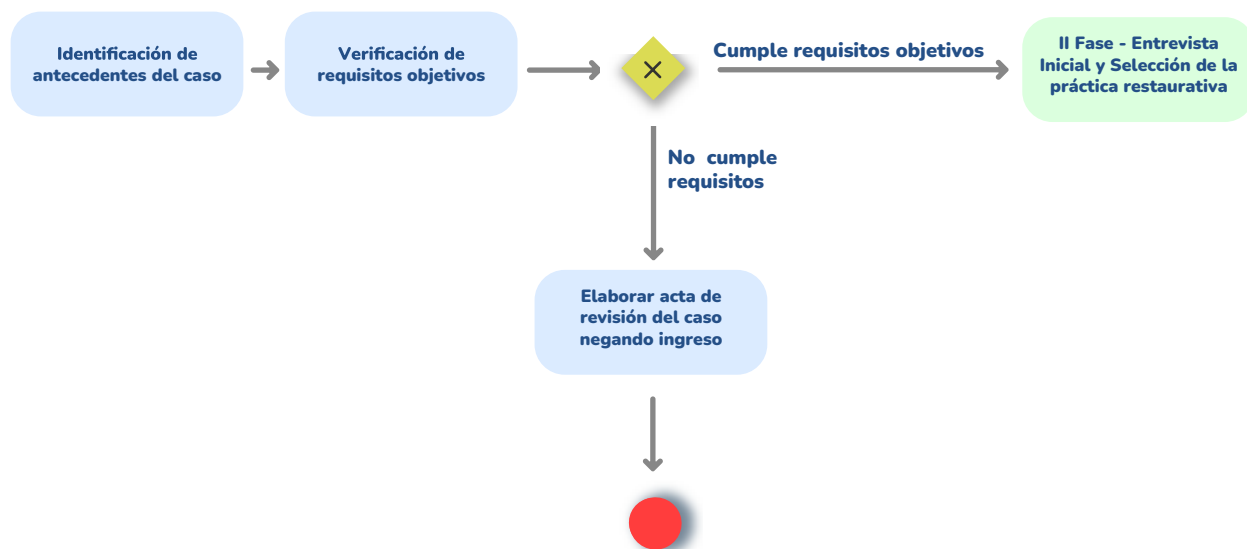 Identificación de
antecedentes del caso
Verificación de
requisitos objetivos
Cumple requisitos objetivos
II Fase - Entrevista
Inicial y Selección de la
práctica restaurativa
No cumple
requisitos
Elaborar acta de
revisión del caso
negando ingreso